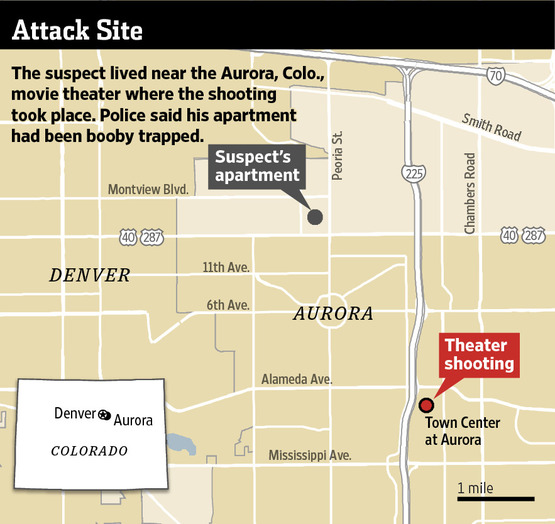 Attack Site
The suspect lived near the Aurora, Colo.,
movie theater where the shooting
took place. Police said his apartment
had been booby trapped.
70
Smith Road
Peoria St.
Suspect's
apartment
225
Chambers Road
Montview Blvd.
40 287
40 287
DENVER
11th Ave.
6th Ave.
AURORA
Theater
shooting
Alameda Ave.
Denver
Aurora
COLORADO
Town Center
at Aurora
Mississippi Ave.
1 mile